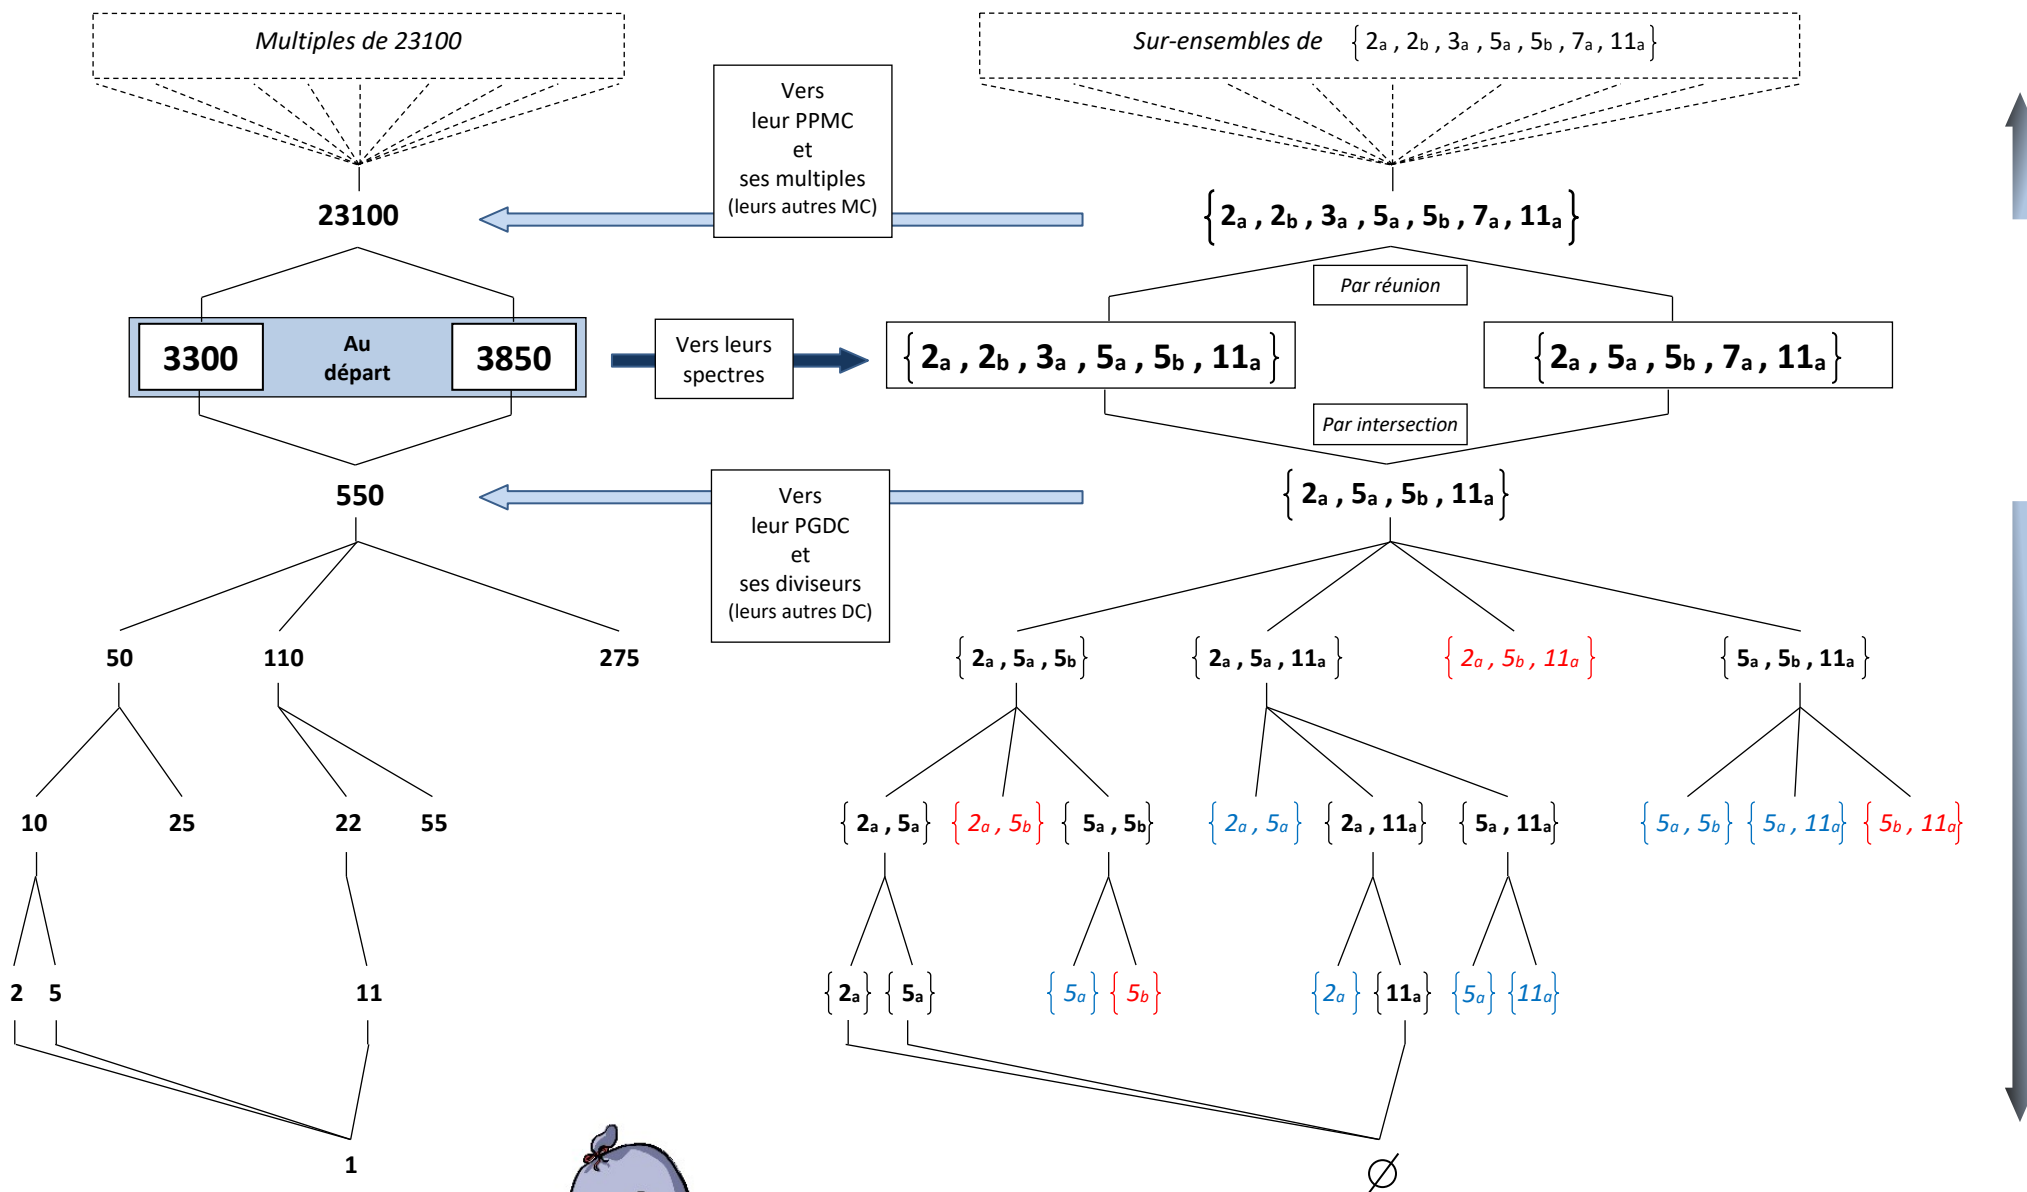 Multiples de 23100
Sur-ensembles de { 2a , 2b , 3a , 5a , 5b , 7a , 11a }
Vers
leur PPMC
et
ses multiples
(leurs autres MC)
23100
{ 2a , 2b , 3a , 5a , 5b , 7a , 11a }
Par réunion
3300
Au
départ
3850
Vers leurs
spectres
{ 2a , 2b , 3a , 5a , 5b , 11a }
{ 2a , 5a , 5b , 7a , 11a }
Par intersection
550
Vers
leur PGDC
et
ses diviseurs
(leurs autres DC)
{ 2a , 5a , 5b , 11a }
50 110 275
{ 2a , 5a , 5b } { 2a , 5a , 11a } { 2a , 5b , 11a } { 5a , 5b , 11a }
10 25 22 55
{ 2a , 5a } { 2a , 5b } { 5a , 5b } { 2a , 5a } { 2a , 11a } { 5a , 11a } { 5a , 5b } { 5a , 11a } { 5b , 11a }
2 5 11
{ 2a } { 5a } { 5a } { 5b } { 2a } { 11a } { 5a } { 11a }
1
∅